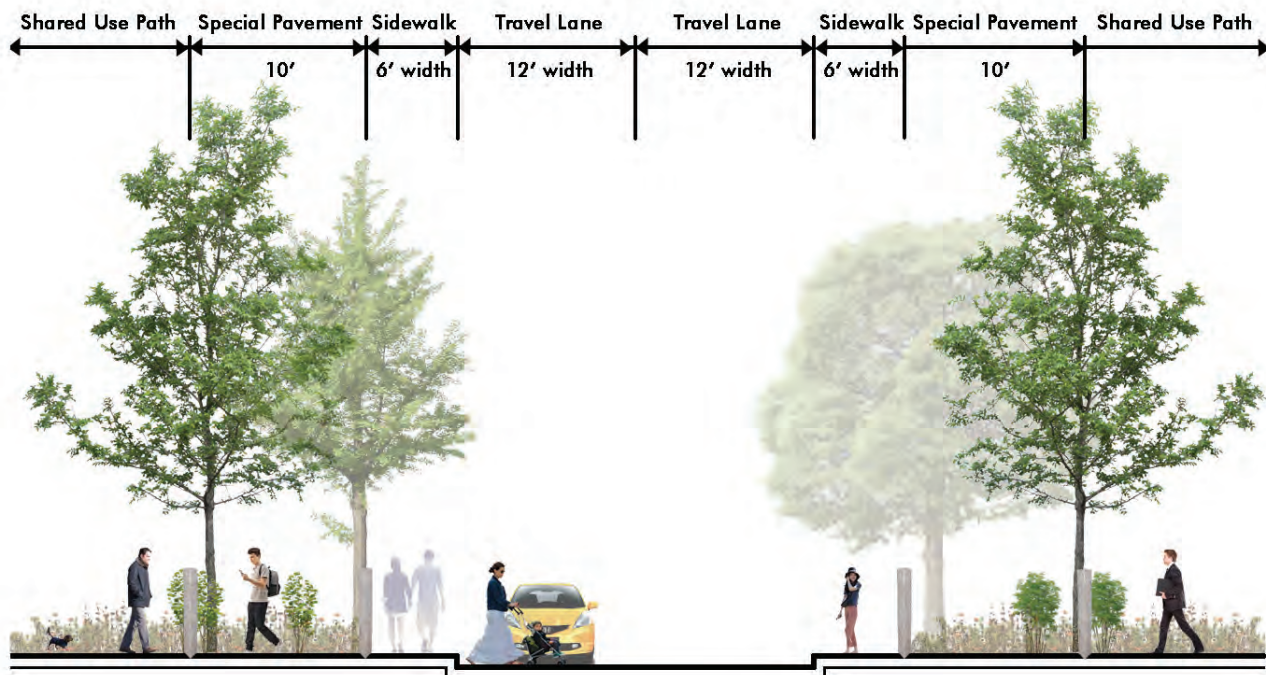 Shared Use Path Special Pavement Sidewalk Travel Lane Travel Lane Sidewalk Special Pavement Shared Use Path
10’ 6’ width 12’ width 12’ width 6’ width 10’